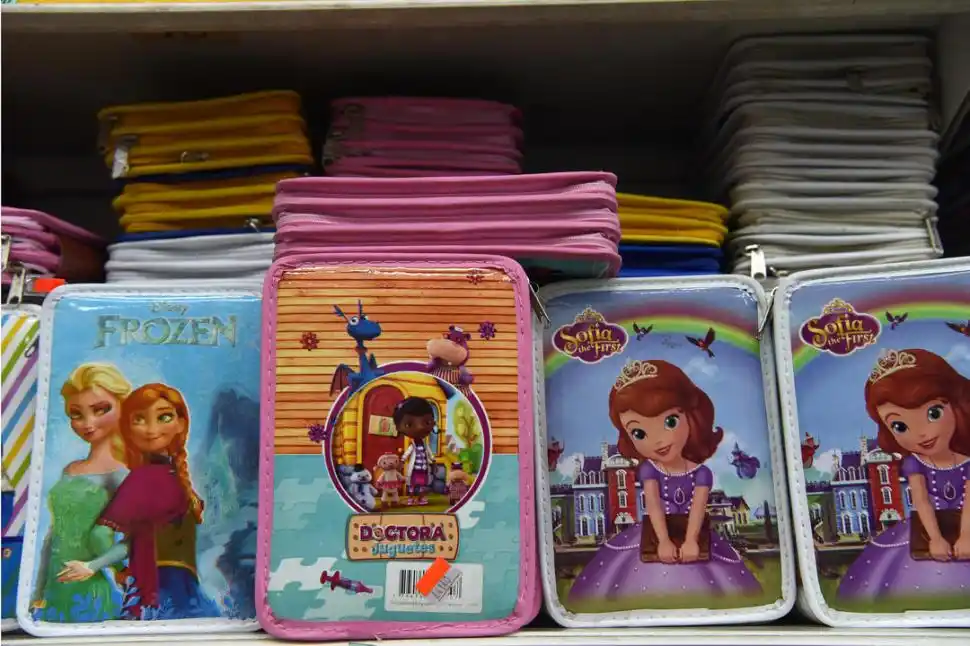 Disney
FROZEN
DOCTORA
Juguetes
Sofia
the First
Sofia
the First